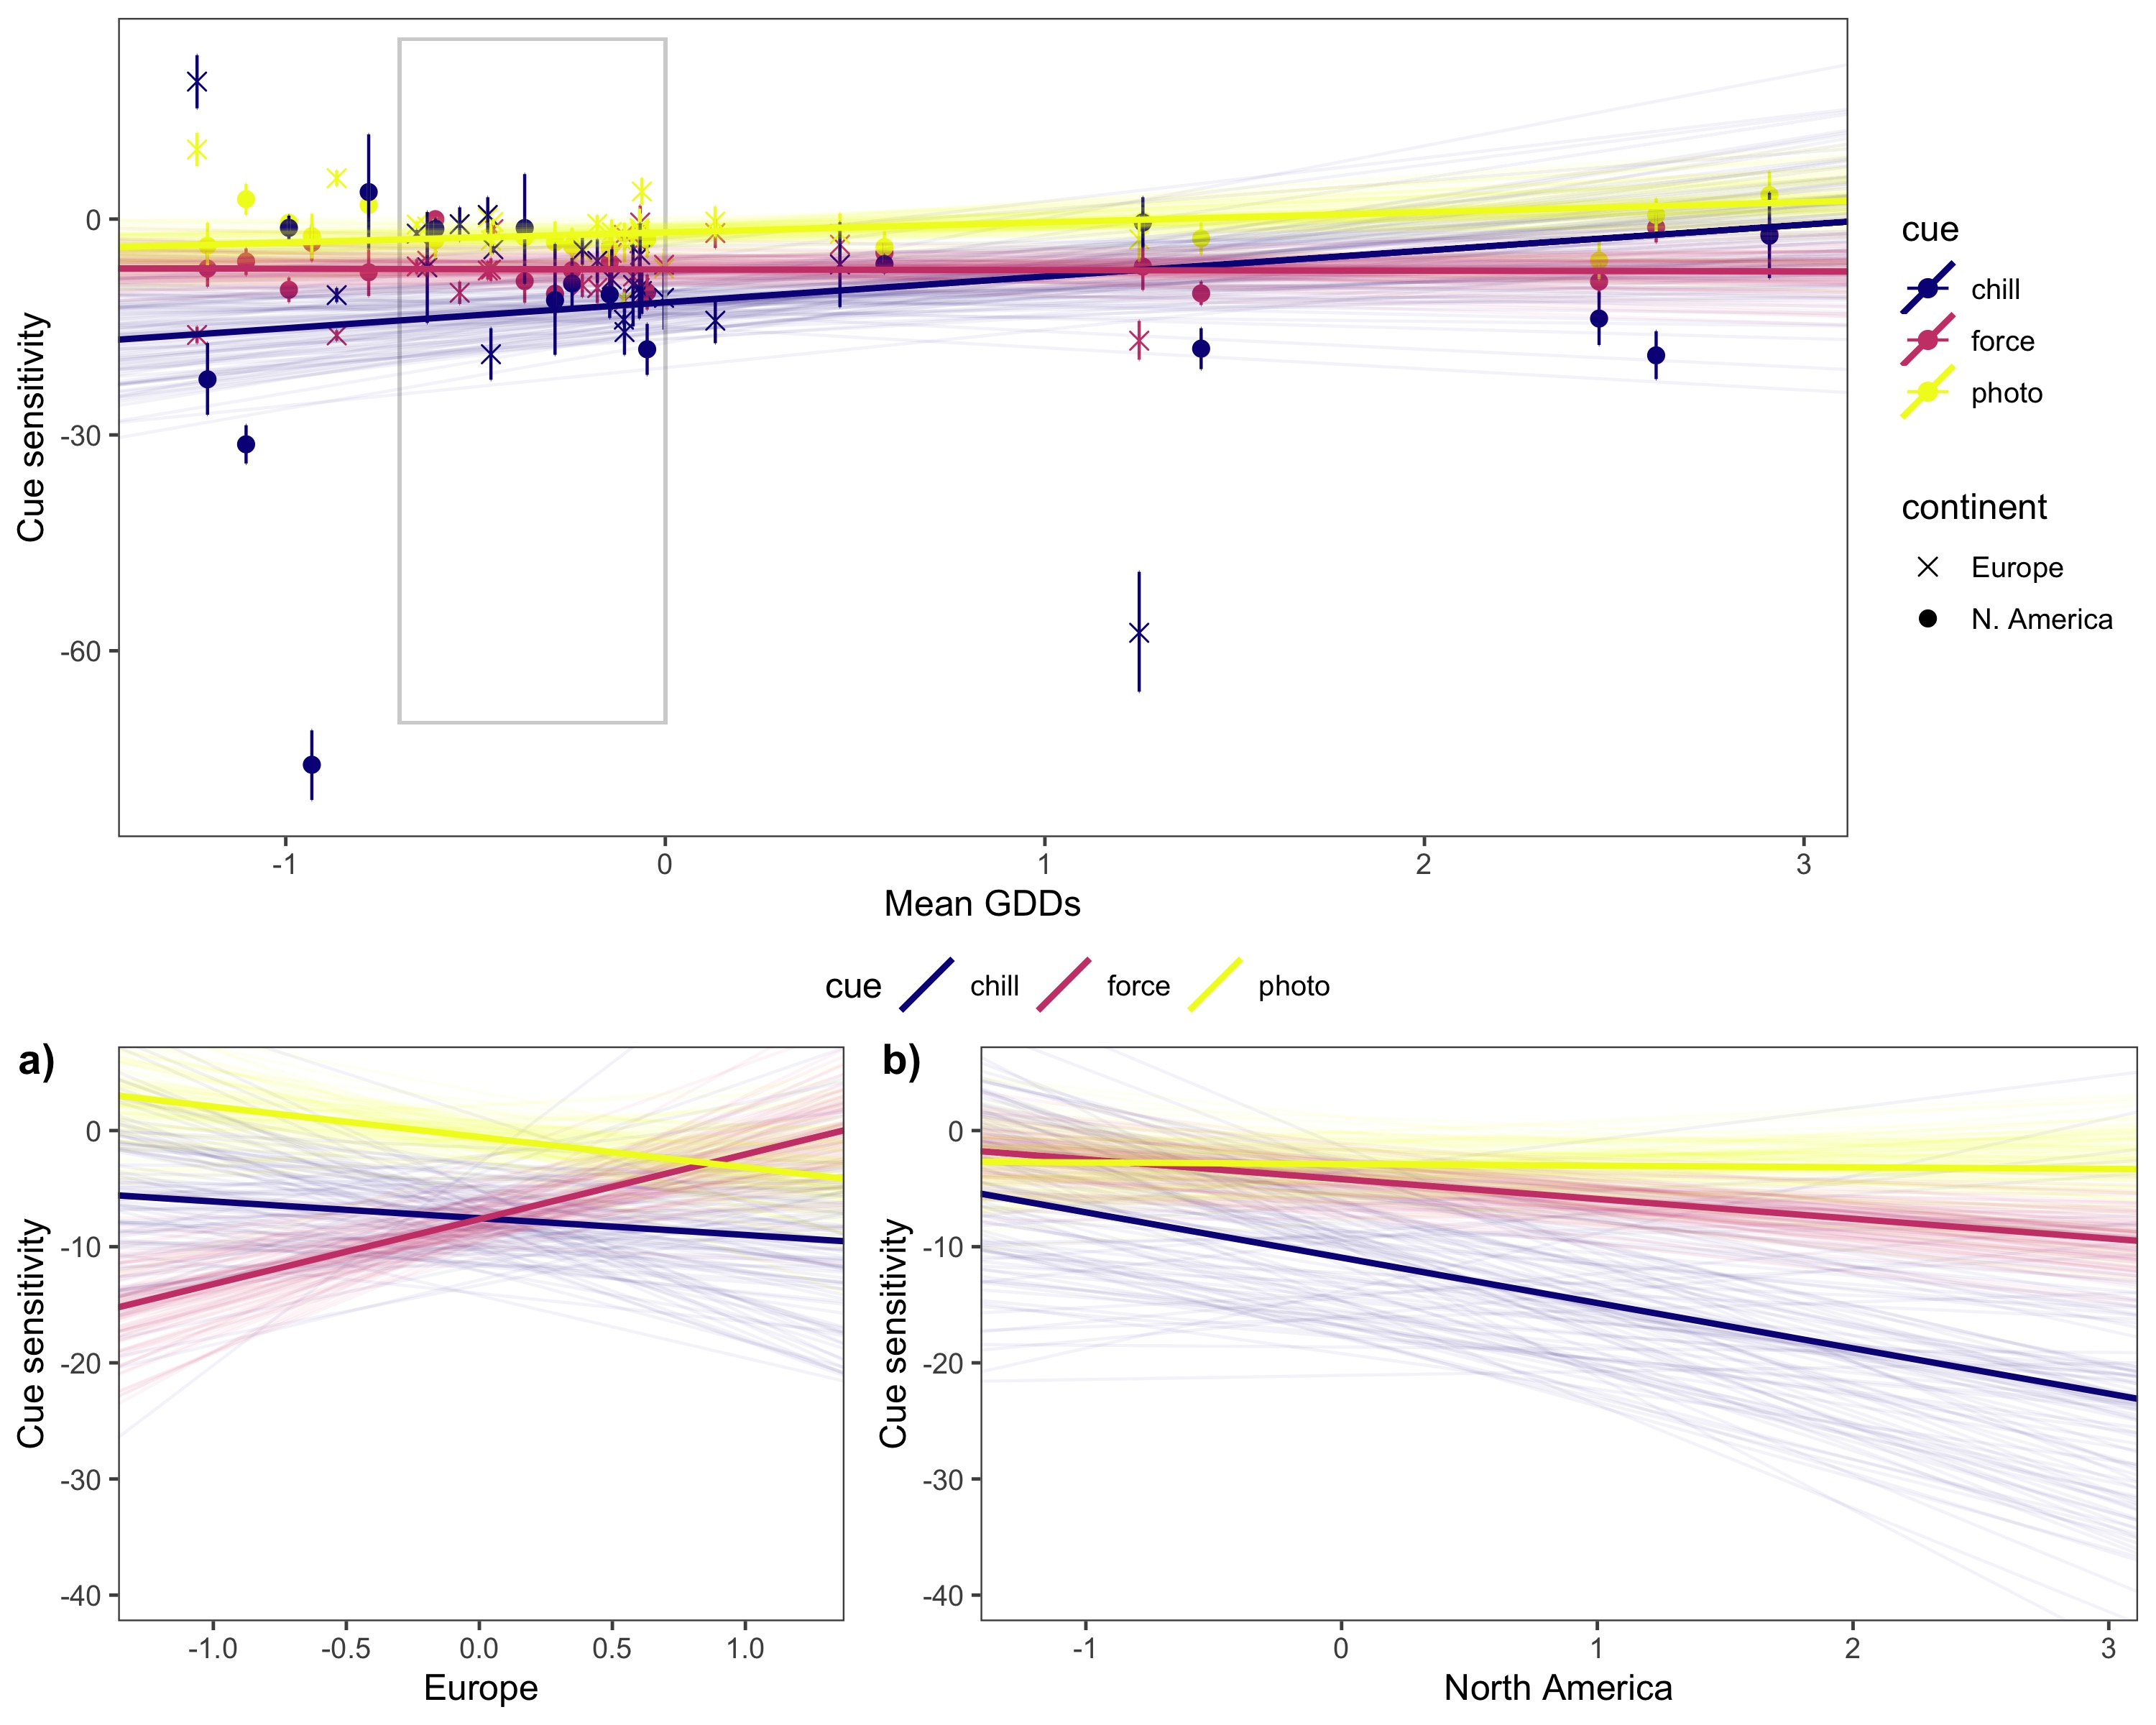 0
-30
-60
Cue sensitivity
-1 0 1 2 3
Mean GDDs
cue
chill
force
photo
continent
Europe
N. America
cue chill force photo
a)
0
-10
-20
-30
-40
Cue sensitivity
-1.0 -0.5 0.0 0.5 1.0
Europe
b)
0
-10
-20
-30
-40
Cue sensitivity
-1 0 1 2 3
North America